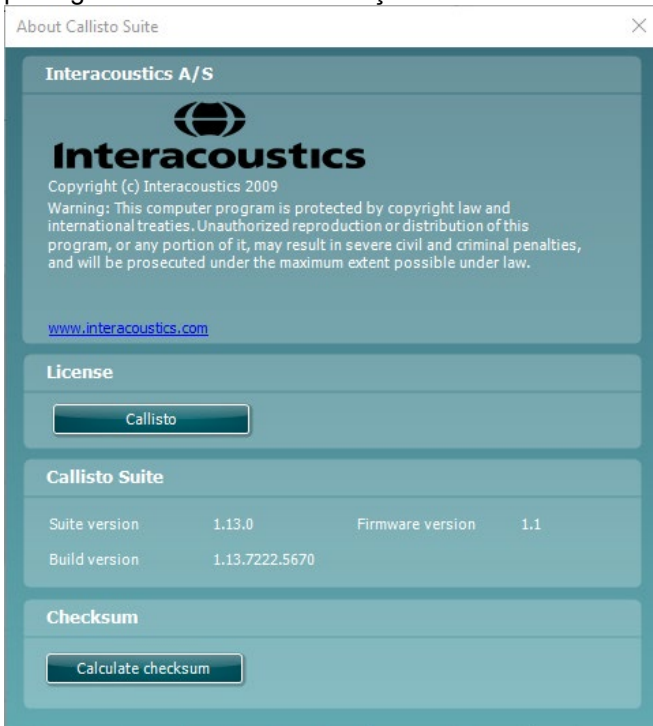 About Callisto Suite
Interacoustics A/S
Interacoustics
Copyright (c) Interacoustics 2009
Warning: This computer program is protected by copyright law and
international treaties. Unauthorized reproduction or distribution of this
program, or any portion of it, may result in severe civil and criminal penalties,
and will be prosecuted under the maximum extent possible under law.
www.interacoustics.com
License
Callisto
Callisto Suite
Suite version 1.13.0 Firmware version 1.1
Build version 1.13.7222.5670
Checksum
Calculate checksum